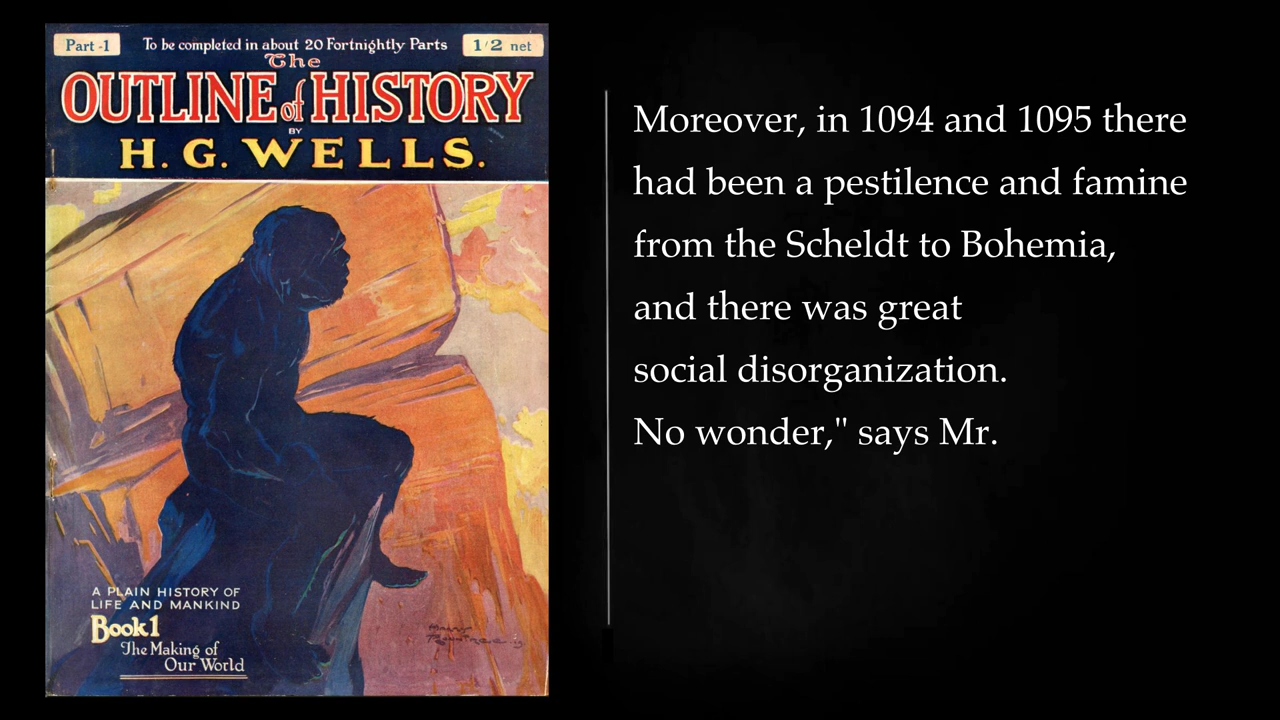 Part -1
To be completed in about 20 Fortnightly Parts
1/2 net
The
OUTLINE of HISTORY
BY
H. G. WELLS.
A PLAIN HISTORY OF
LIFE AND MANKIND
Book 1
The Making of
Our World
Moreover, in 1094 and 1095 there
had been a pestilence and famine
from the Scheldt to Bohemia,
and there was great
social disorganization.
No wonder," says Mr.